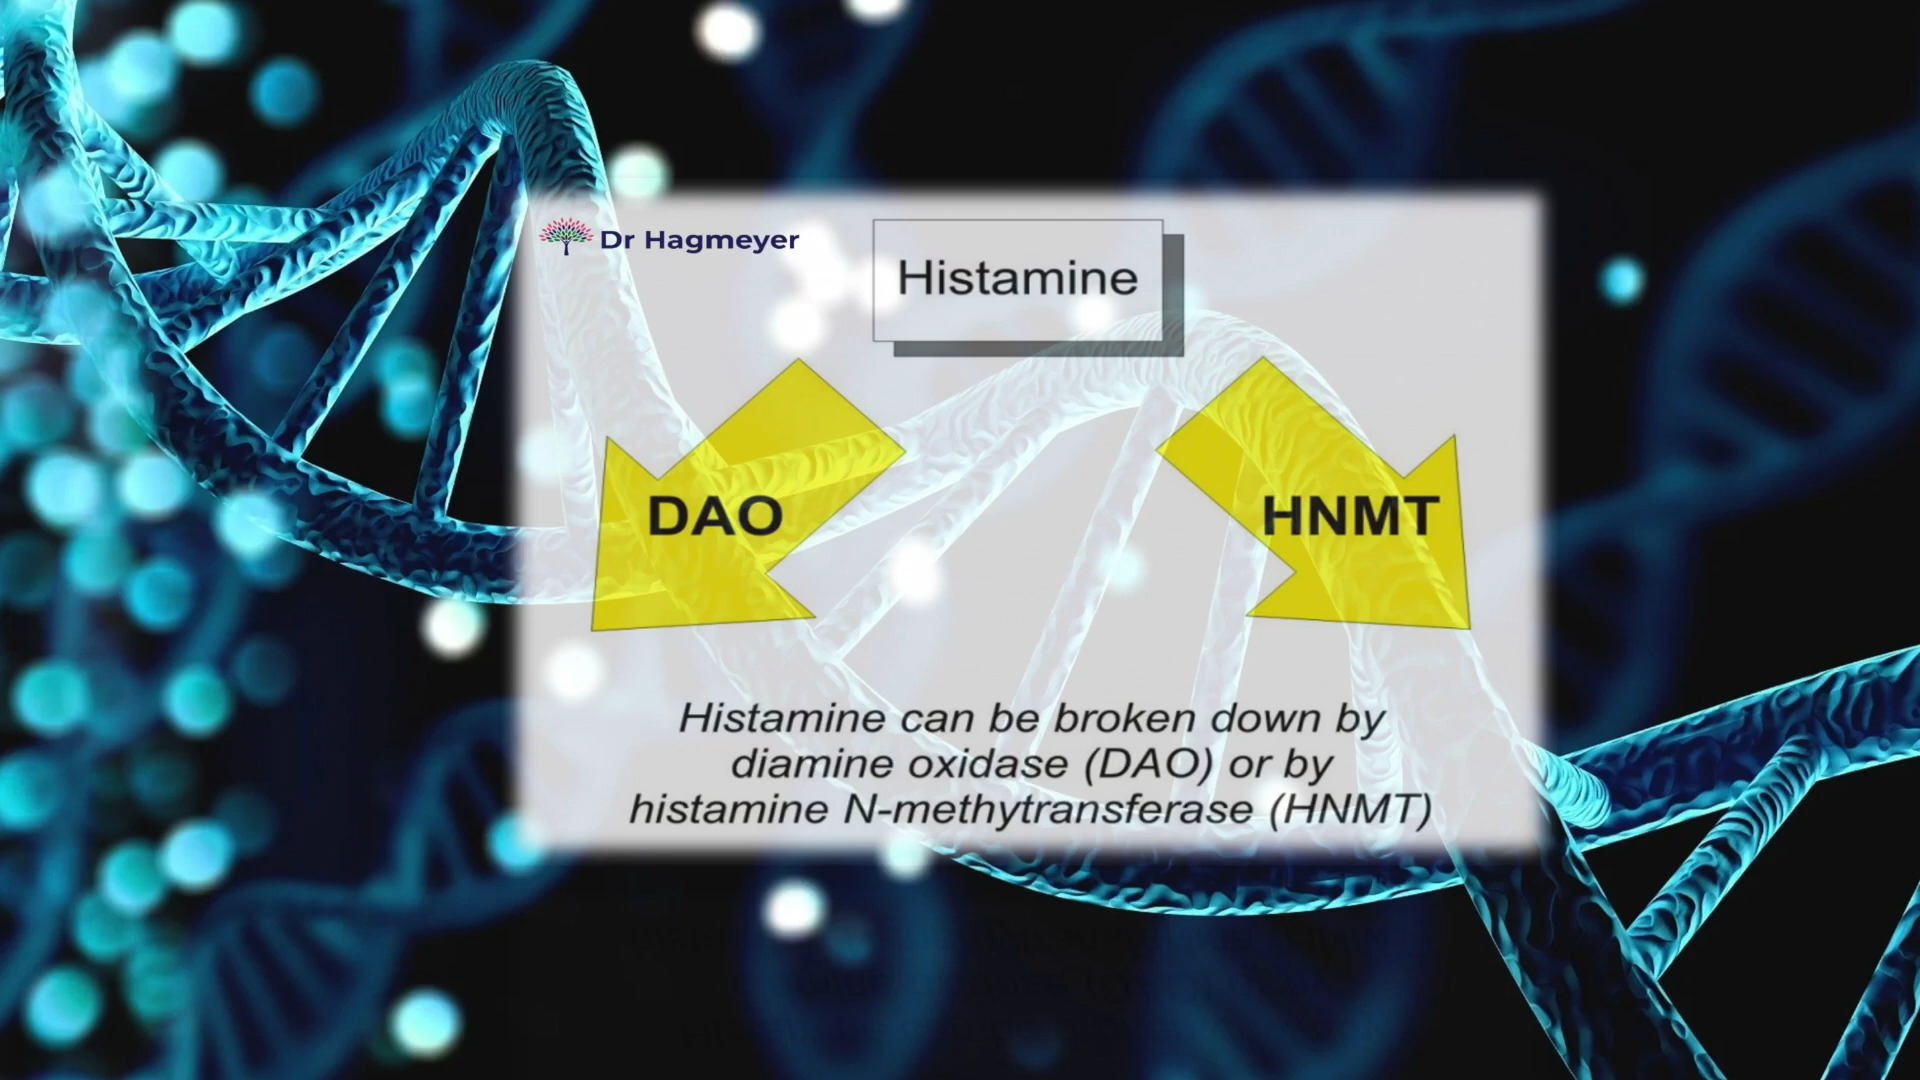 Dr Hagmeyer
Histamine
DAO
HNMT
Histamine can be broken down by
diamine oxidase (DAO) or by
histamine N-methytransferase (HNMT)